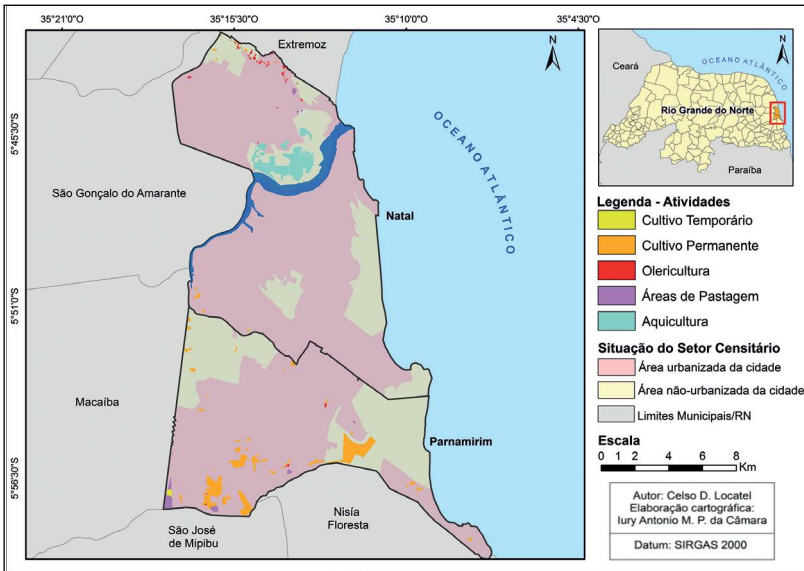 35°21'0"O
35°15'30"O
35°10'0"O
35°4'30"O
5°45'30"S
5°51'0"S
5°56'30"S
Extremoz
N
São Gonçalo do Amarante
Natal
OCEANO ATLÂNTICO
Macaíba
Parnamirim
São José
de Mipibu
Nísia
Floresta
Ceará
OCEANO ATLÂNTICO
N
Rio Grande do Norte
Paraíba
Legenda - Atividades
Cultivo Temporário
Cultivo Permanente
Olericultura
Áreas de Pastagem
Aquicultura
Situação do Setor Censitário
Área urbanizada da cidade
Área não-urbanizada da cidade
Limites Municipais/RN
Escala
0 1 2 4 6 8
Km
Autor: Celso D. Locatel
Elaboração cartográfica:
Iury Antonio M. P. da Câmara
Datum: SIRGAS 2000